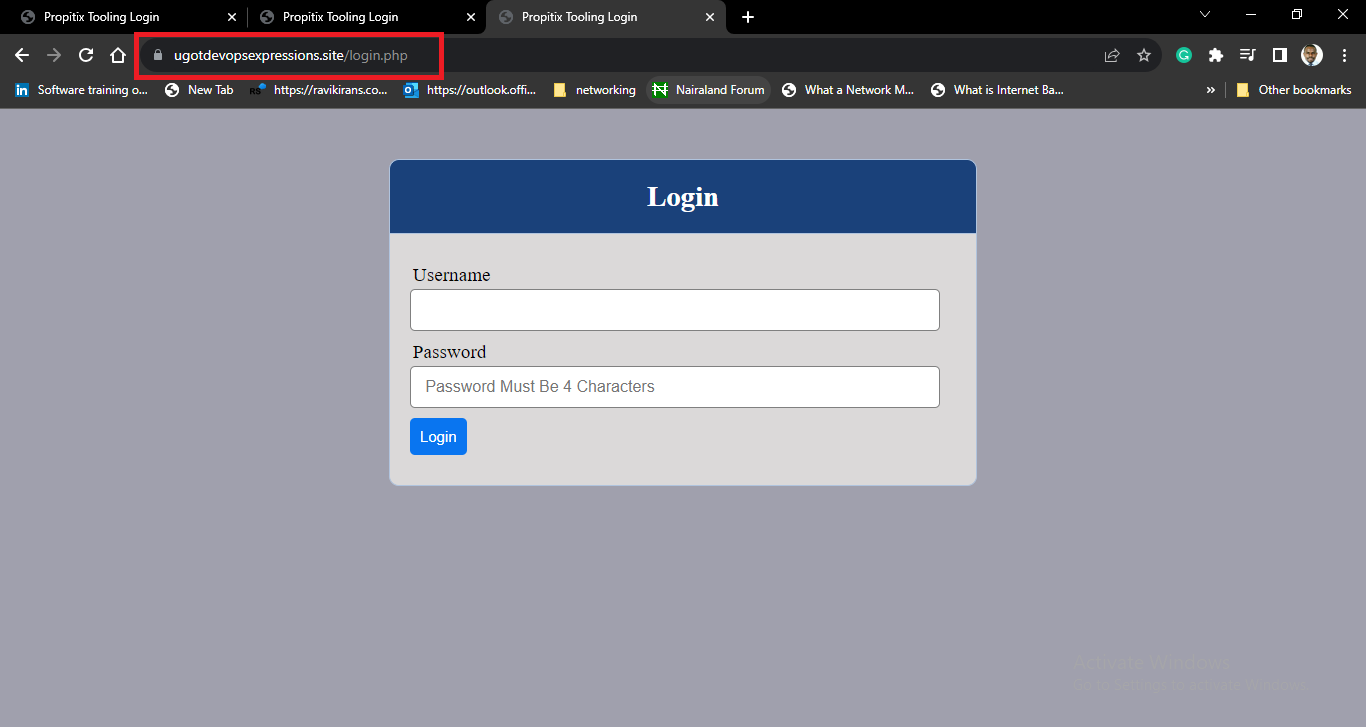 Propitix Tooling Login Propitix Tooling Login Propitix Tooling Login
ugotdevopsexpressions.site/login.php
Software training o... New Tab RS https://ravikirans.co... https://outlook.offi... networking Nairaland Forum What a Network M... What is Internet Ba... » Other bookmarks
Login
Username
Password
Password Must Be 4 Characters
Login
Activate Windows
Go to Settings to activate Windows.